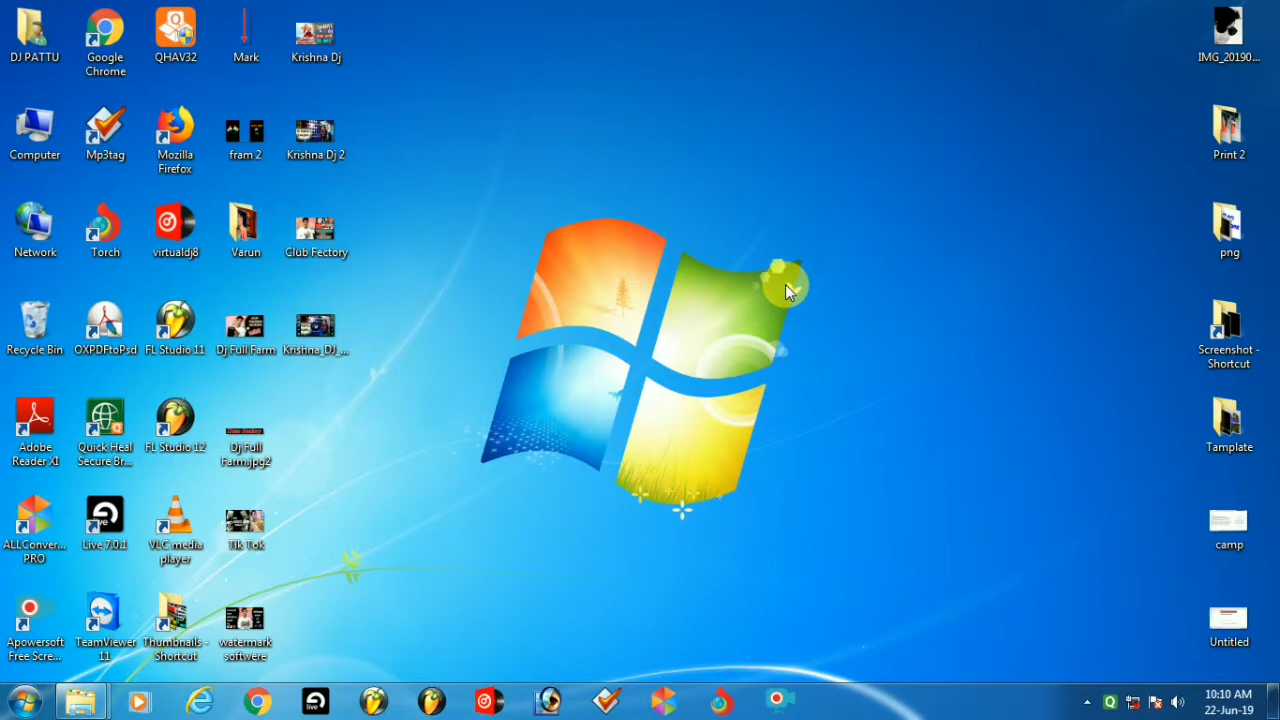 DJ PATTU
Google
Chrome
QHAV32
Mark
Krishna Dj
IMG_20190...
Computer
Mp3tag
Mozilla
Firefox
fram 2
Krishna Dj 2
Print 2
Network
Torch
virtualdj8
Varun
Club Fectory
png
Recycle Bin
OXPDFtoPsd
FL Studio 11
Dj Full Farm
Krishna_DJ_...
Screenshot -
Shortcut
Adobe
Reader XI
Quick Heal
Secure Br...
FL Studio 12
Dj Full
Farm.jpg2
Tamplate
ALLConver...
PRO
Live 7.0.1
VLC media
player
Tik Tok
camp
Apowersoft
Free Scre...
TeamViewer
11
Thumbnails -
Shortcut
watermark
softwere
Untitled
live
10:10 AM
22-Jun-19